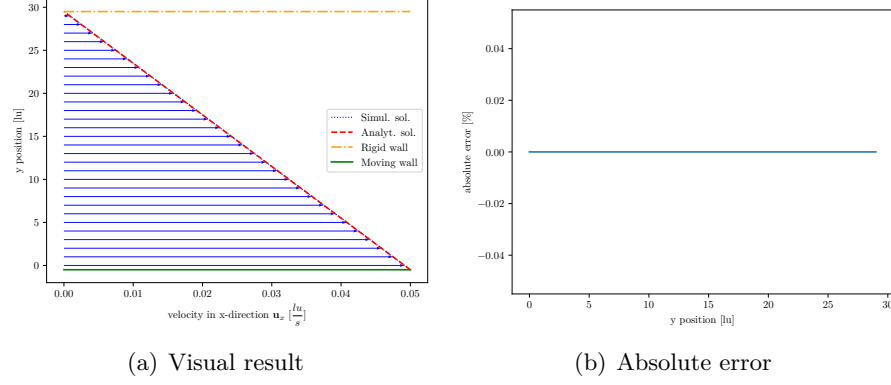 30
25
20
15
10
5
0
y position [lu]
Simul. sol.
Analyt. sol.
Rigid wall
Moving wall
0.00 0.01 0.02 0.03 0.04 0.05
velocity in x-direction u_x [lu/s]
(a) Visual result
0.04
0.02
0.00
−0.02
−0.04
absolute error [%]
0 5 10 15 20 25 30
y position [lu]
(b) Absolute error